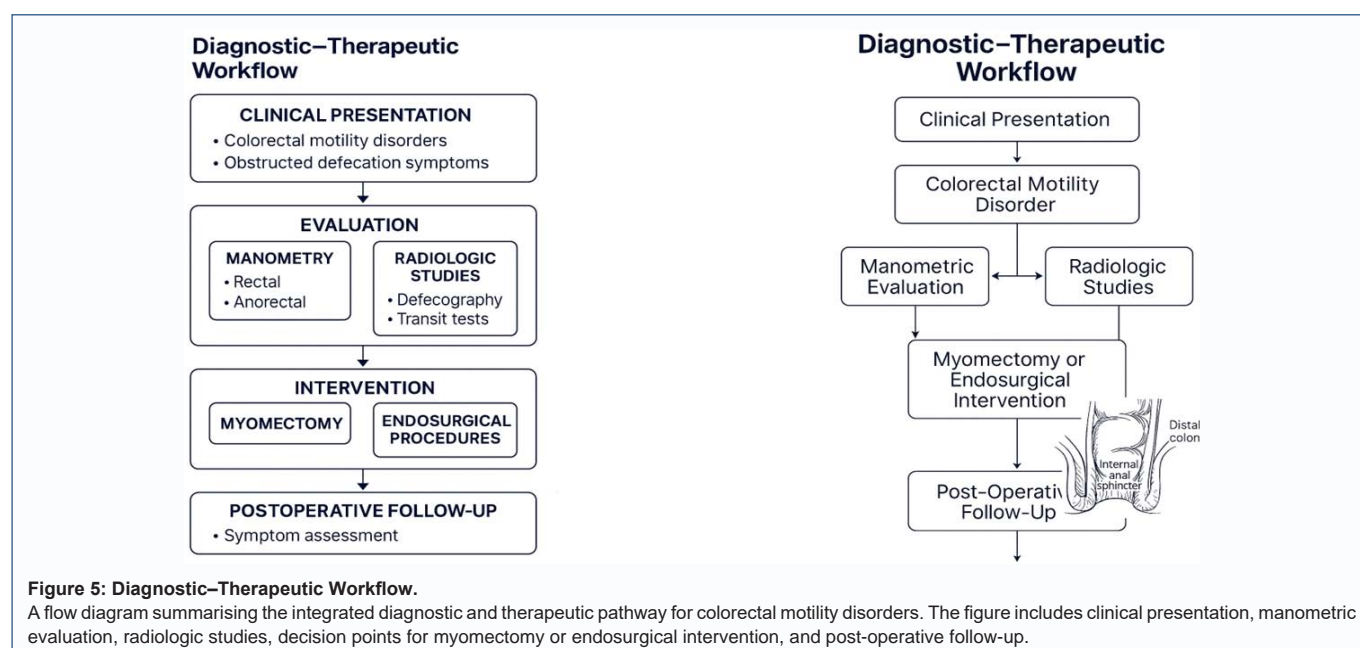 Diagnostic–Therapeutic
Workflow
CLINICAL PRESENTATION
• Colorectal motility disorders
• Obstructed defecation symptoms
EVALUATION
MANOMETRY
• Rectal
• Anorectal
RADIOLOGIC
STUDIES
• Defecography
• Transit tests
INTERVENTION
MYOMECTOMY
ENDOSURGICAL
PROCEDURES
POSTOPERATIVE FOLLOW-UP
• Symptom assessment
Diagnostic–Therapeutic
Workflow
Clinical Presentation
Colorectal Motility
Disorder
Manometric
Evaluation
Radiologic
Studies
Myomectomy or
Endosurgical
Intervention
Distal
colon
Internal
anal
sphincter
Post-Operativ
Follow-Up
Figure 5: Diagnostic–Therapeutic Workflow.
A flow diagram summarising the integrated diagnostic and therapeutic pathway for colorectal motility disorders. The figure includes clinical presentation, manometric
evaluation, radiologic studies, decision points for myomectomy or endosurgical intervention, and post-operative follow-up.